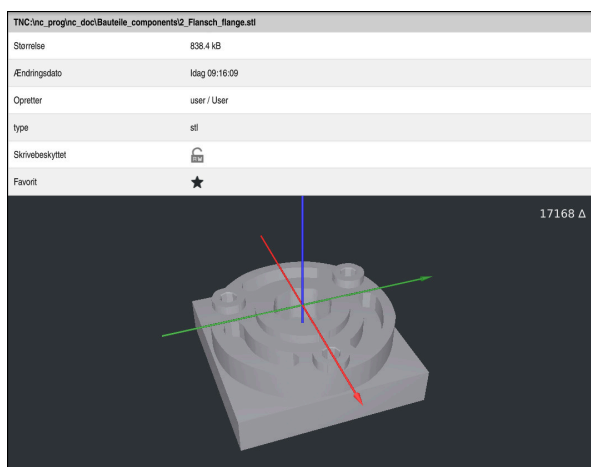 TNC:\nc_prog\nc_doc\Bauteile_components\2_Flansch_flange.stl
Størrelse 838.4 kB
Ændringsdato Idag 09:16:09
Opretter user / User
type stl
Skrivebeskyttet RW
Favorit
17168 Δ